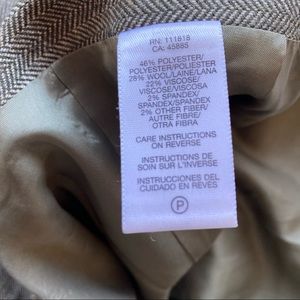 RN: 111818
CA: 45885
46% POLYESTER/
POLYESTER/POLIESTER
28% WOOL/LAINE/LANA
22% VISCOSE/
VISCOSE/VISCOSA
2% SPANDEX/
SPANDEX/SPANDEX
2% OTHER FIBER/
AUTRE FIBRE/
OTRA FIBRA
CARE INSTRUCTIONS
ON REVERSE
INSTRUCTIONS DE
SOIN SUR L'INVERSE
INSTRUCCIONES DEL
CUIDADO EN REVÉS
P